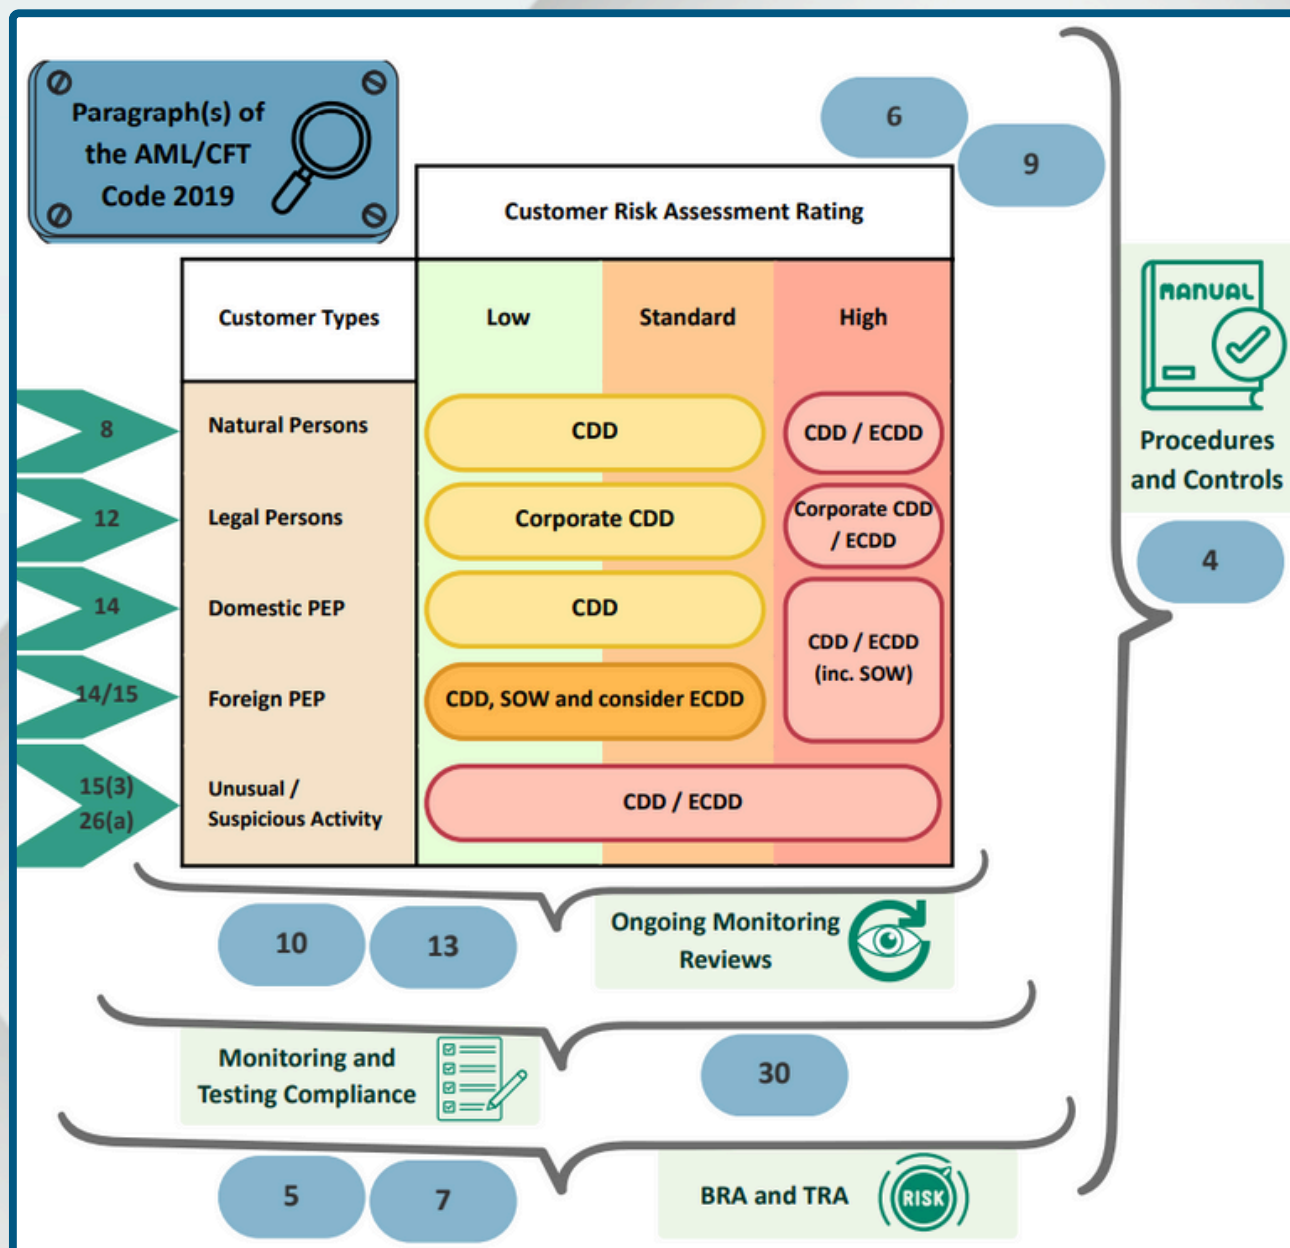 Paragraph(s) of
the AML/CFT
Code 2019
6
9
Customer Risk Assessment Rating
Customer Types
Low
Standard
High
MANUAL
Procedures
and Controls
4
8
Natural Persons
CDD
CDD / ECDD
12
Legal Persons
Corporate CDD
Corporate CDD
/ ECDD
14
Domestic PEP
CDD
CDD / ECDD
(inc. SOW)
14/15
Foreign PEP
CDD, SOW and consider ECDD
15(3)
26(a)
Unusual /
Suspicious Activity
CDD / ECDD
10
13
Ongoing Monitoring
Reviews
Monitoring and
Testing Compliance
30
5
7
BRA and TRA
RISK